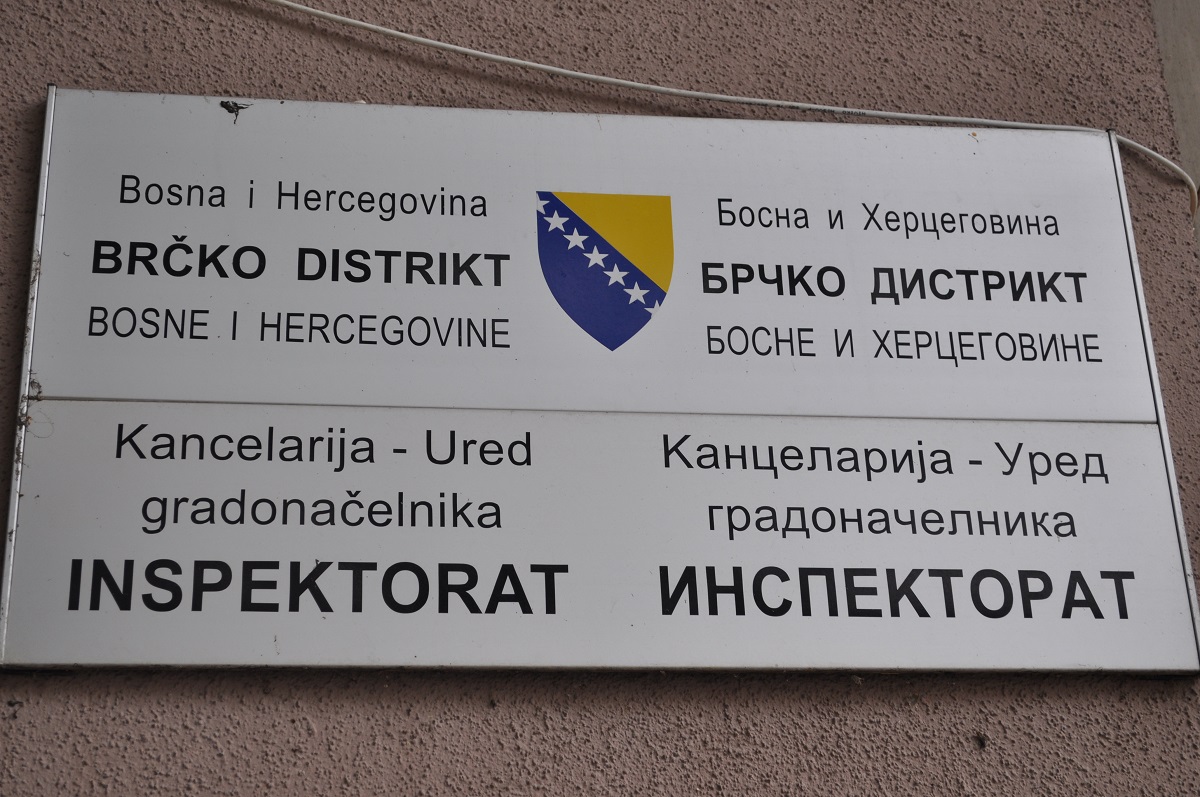 Bosna i Hercegovina
BRČKO DISTRIKT
BOSNE I HERCEGOVINE
Босна и Херцеговина
БРЧКО ДИСТРИКТ
БОСНЕ И ХЕРЦЕГОВИНЕ
Kancelarija - Ured
gradonačelnika
INSPEKTORAT
Канцеларија - Уред
градоначелника
ИНСПЕКТОРАТ